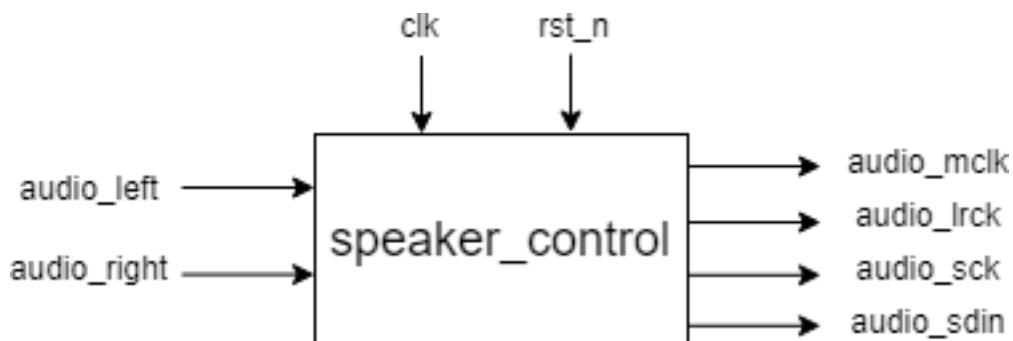 clk rst_n
audio_left
audio_right
speaker_control
audio_mclk
audio_lrck
audio_sck
audio_sdin